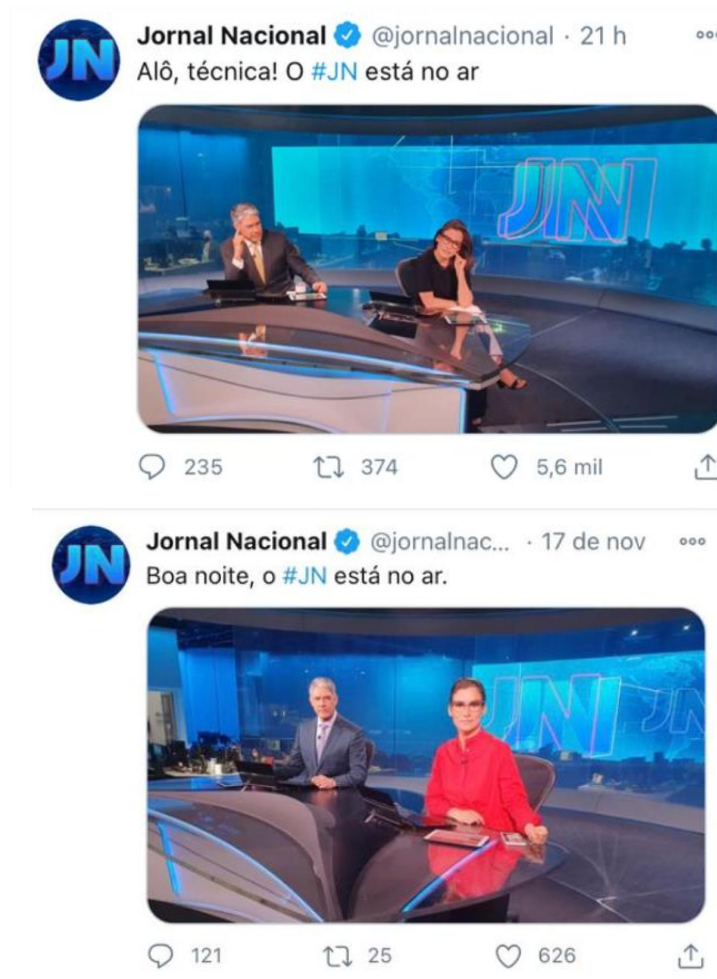 JN
Jornal Nacional @jornalnacional · 21 h
Alô, técnica! O #JN está no ar
JN
235 374 5,6 mil
JN
Jornal Nacional @jornalnac... · 17 de nov
Boa noite, o #JN está no ar.
JN JN
121 25 626